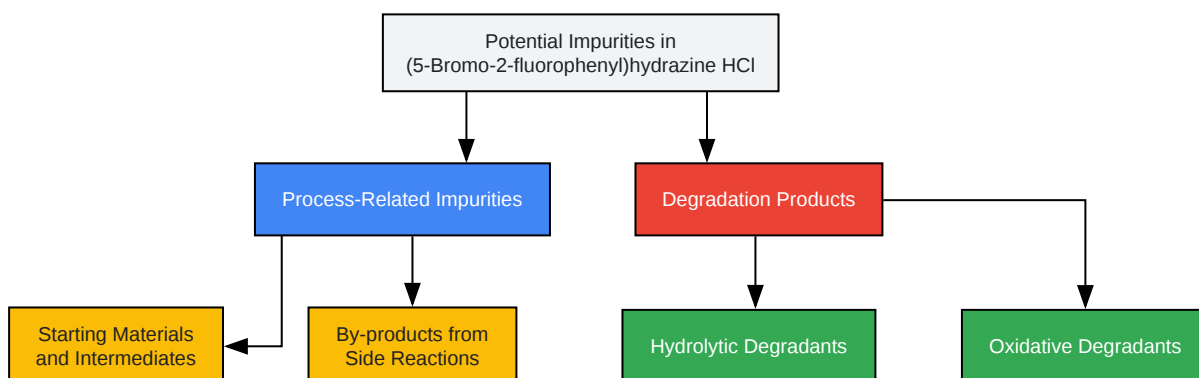 Potential Impurities in
(5-Bromo-2-fluorophenyl)hydrazine HCl
Process-Related Impurities
Degradation Products
Starting Materials
and Intermediates
By-products from
Side Reactions
Hydrolytic Degradants
Oxidative Degradants